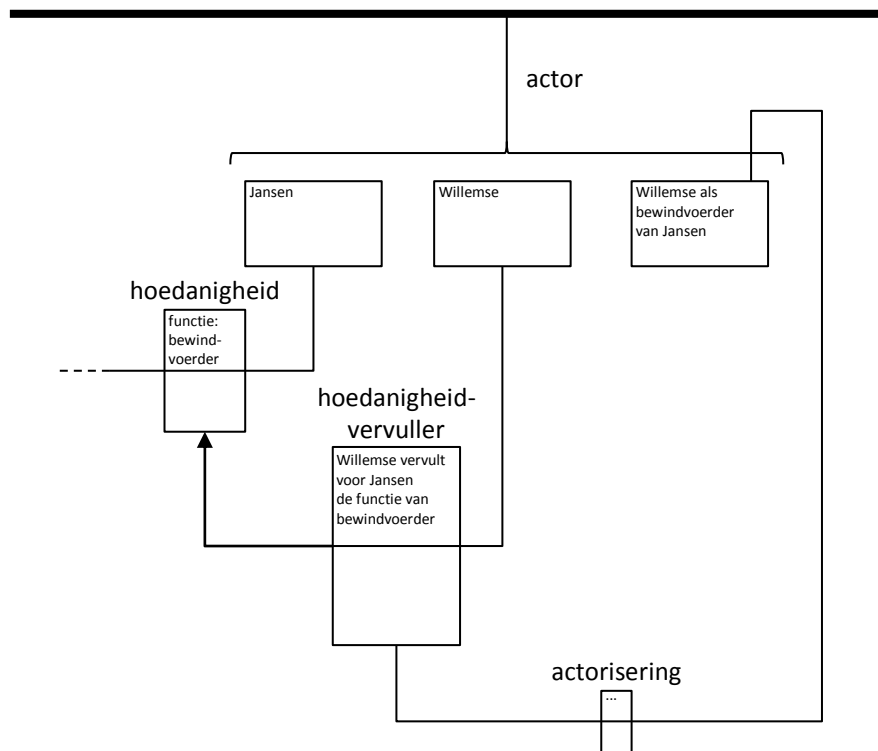 actor
Jansen
Willemse
Willemse als
bewindvoerder
van Jansen
hoedanigheid
functie:
bewind-
voerder
hoedanigheid-
vervuller
Willemse vervult
voor Jansen
de functie van
bewindvoerder
actorisering
...